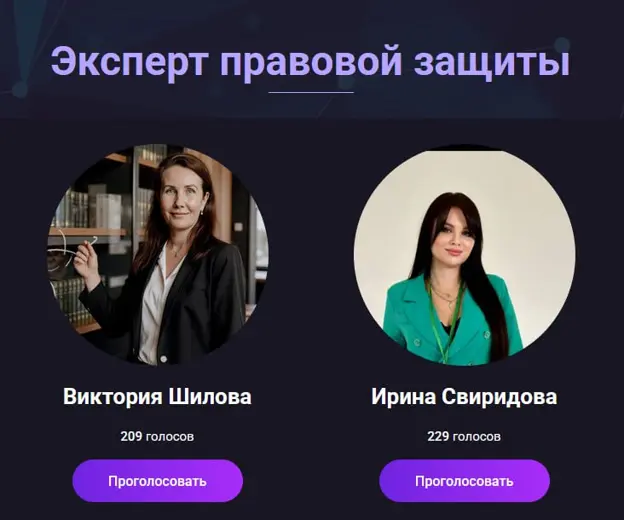 Эксперт правовой защиты
Виктория Шилова
Ирина Свиридова
209 голосов
229 голосов
Проголосовать
Проголосовать